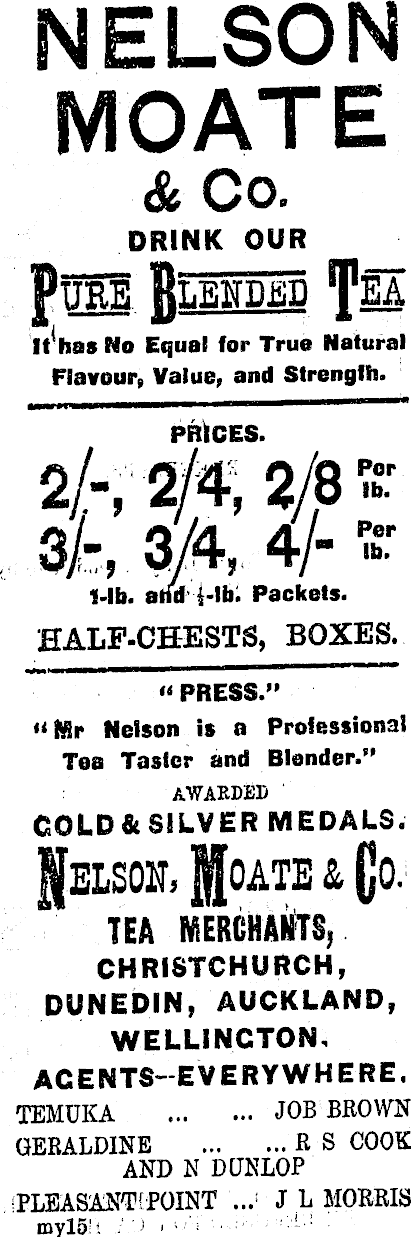 NELSON
MOATE
& Co.
DRINK OUR
PURE BLENDED TEA
It has No Equal for True Natural
Flavour, Value, and Strength.
PRICES.
2/-, 2/4, 2/8 Per lb.
3/-, 3/4, 4/- Per lb.
1-lb. and ½-lb. Packets.
HALF-CHESTS, BOXES.
"PRESS."
"Mr Nelson is a Professional
Tea Taster and Blender."
AWARDED
GOLD & SILVER MEDALS.
NELSON, MOATE & CO.
TEA MERCHANTS,
CHRISTCHURCH,
DUNEDIN, AUCKLAND,
WELLINGTON.
AGENTS--EVERYWHERE.
TEMUKA ... ... JOB BROWN
GERALDINE ... ... R S COOK
AND N DUNLOP
PLEASANT POINT ... J L MORRIS
my15